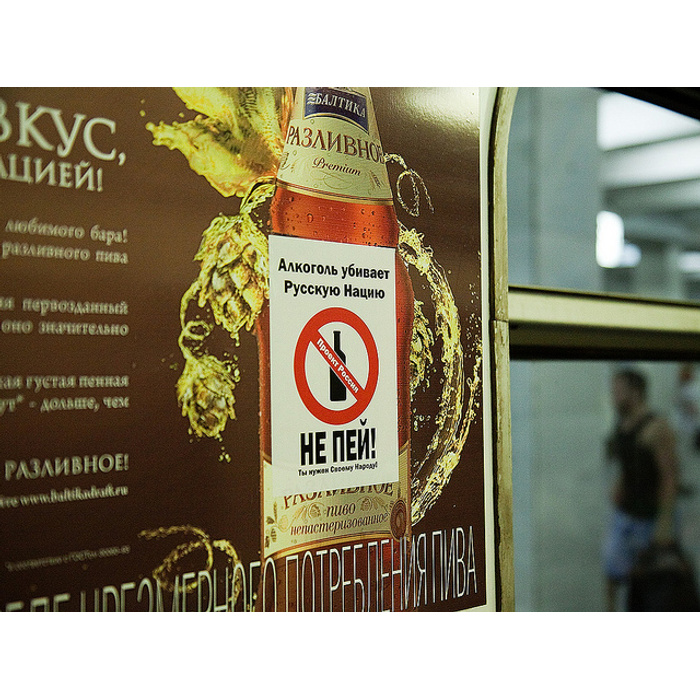 ВКУС,
АЦИЕЙ!
любимого бара!
разливного пива
первозданный
оно значительно
густая пенная
- дольше, чем
РАЗЛИВНОЕ!
www.baltikadraft.ru
БАЛТИКА
РАЗЛИВНОЕ
Premium
Алкоголь убивает
Русскую Нацию
Проект Россия
НЕ ПЕЙ!
Ты нужен Своему Народу!
РАЗЛИВНОЕ
пиво
непастеризованное
ЧРЕЗМЕРНОГО ПОТРЕБЛЕНИЯ ПИВА